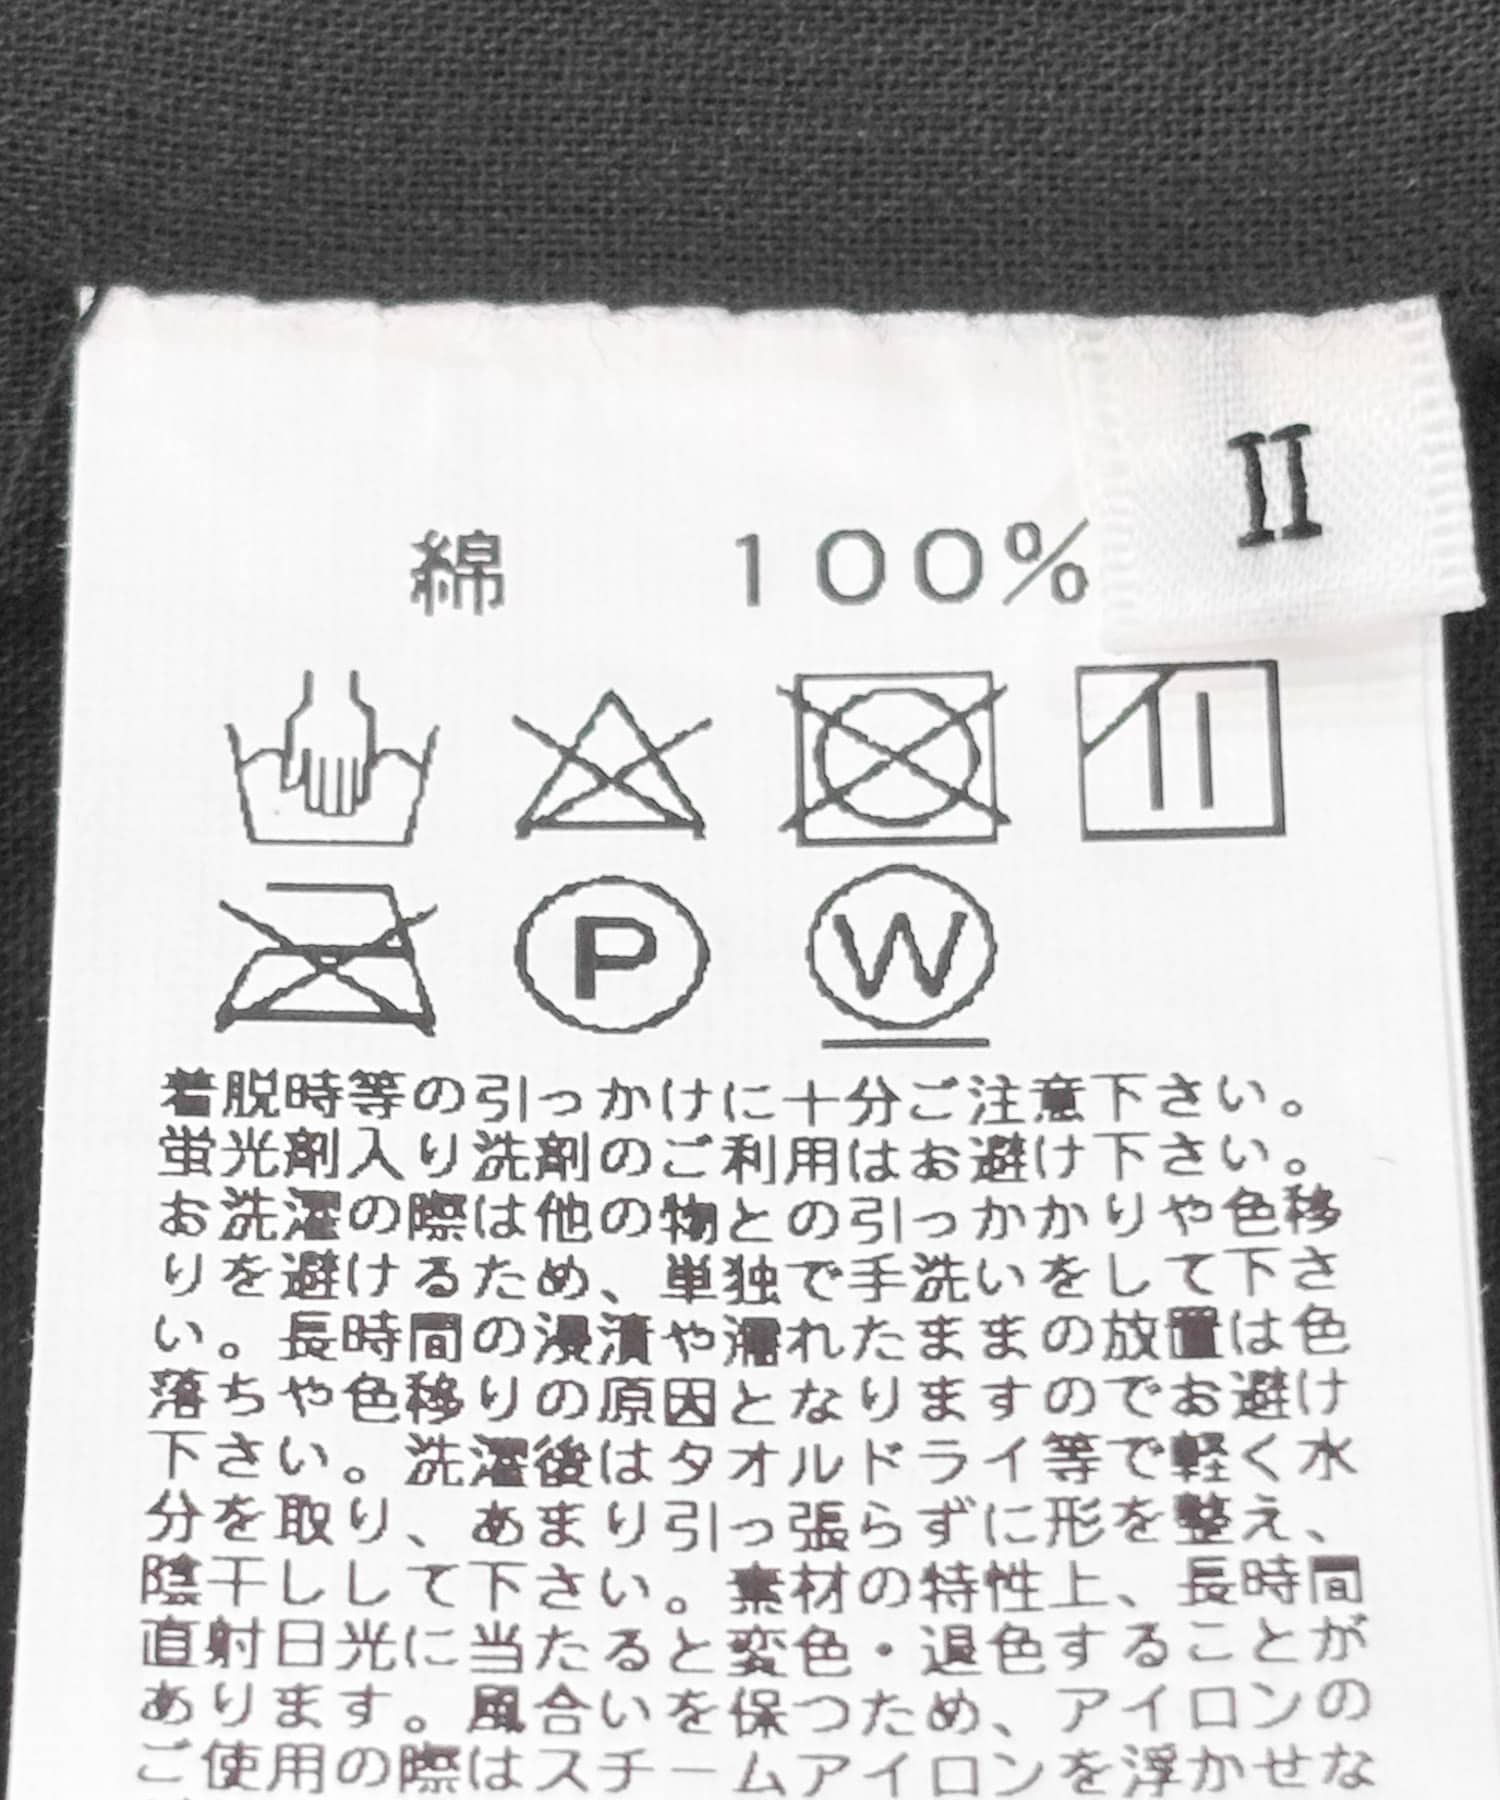 II
綿 100%
P
W
着脱時等の引っかけに十分ご注意下さい。
蛍光剤入り洗剤のご利用はお避け下さい。
お洗濯の際は他の物との引っかかりや色移
りを避けるため、単独で手洗いをして下さ
い。長時間の浸漬や濡れたままの放置は色
落ちや色移りの原因となりますのでお避け
下さい。洗濯後はタオルドライ等で軽く水
分を取り、あまり引っ張らずに形を整え、
陰干しして下さい。素材の特性上、長時間
直射日光に当たると変色・退色することが
あります。風合いを保つため、アイロンの
ご使用の際はスチームアイロンを浮かせな